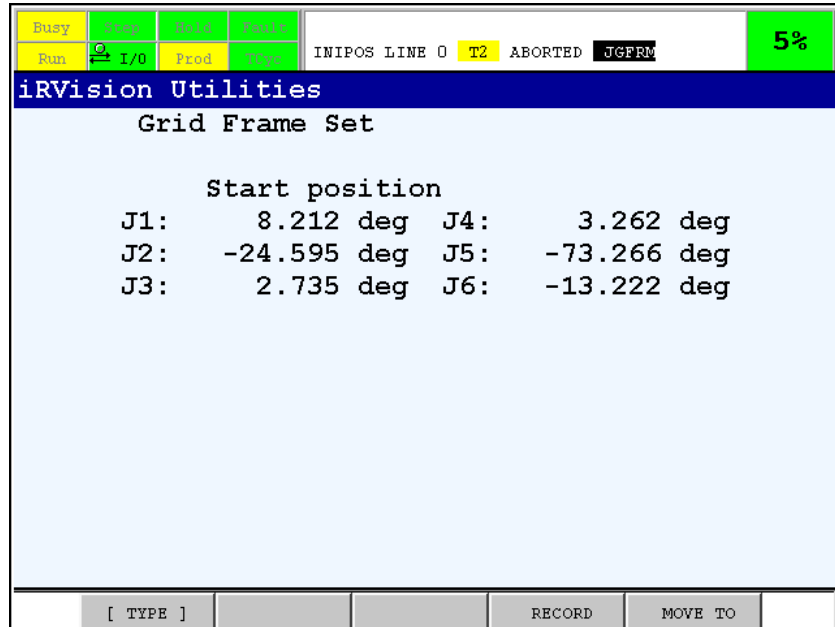 Busy Step Hold Fault
Run I/O Prod TCyc
INIPOS LINE 0 T2 ABORTED JGFRM
5%
iRVision Utilities
Grid Frame Set
Start position
J1: 8.212 deg J4: 3.262 deg
J2: -24.595 deg J5: -73.266 deg
J3: 2.735 deg J6: -13.222 deg
[ TYPE ] RECORD MOVE TO